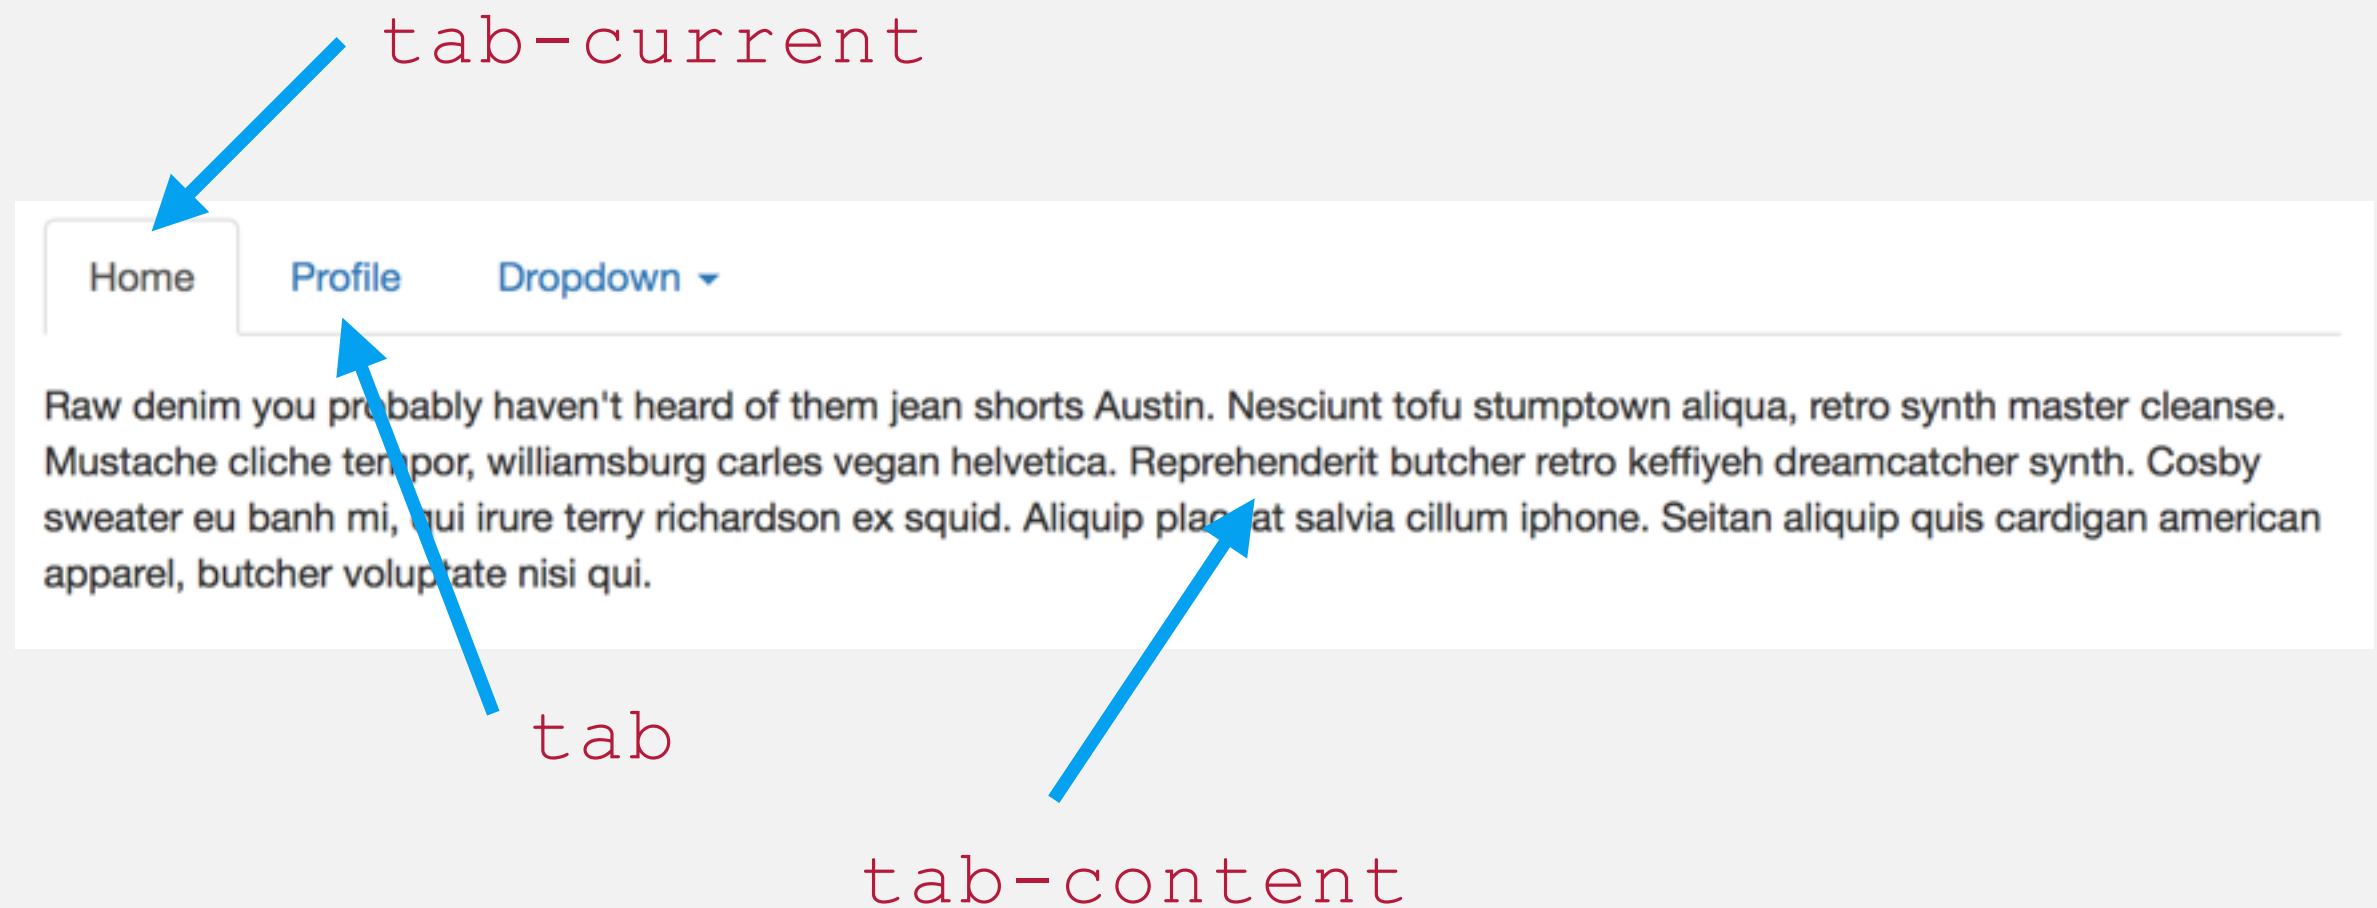 tab-current
Home Profile Dropdown
Raw denim you probably haven't heard of them jean shorts Austin. Nesciunt tofu stumptown aliqua, retro synth master cleanse.
Mustache cliche tempor, williamsburg carles vegan helvetica. Reprehenderit butcher retro keffiyeh dreamcatcher synth. Cosby
sweater eu banh mi, qui irure terry richardson ex squid. Aliquip placeat salvia cillum iphone. Seitan aliquip quis cardigan american
apparel, butcher voluptate nisi qui.
tab
tab-content